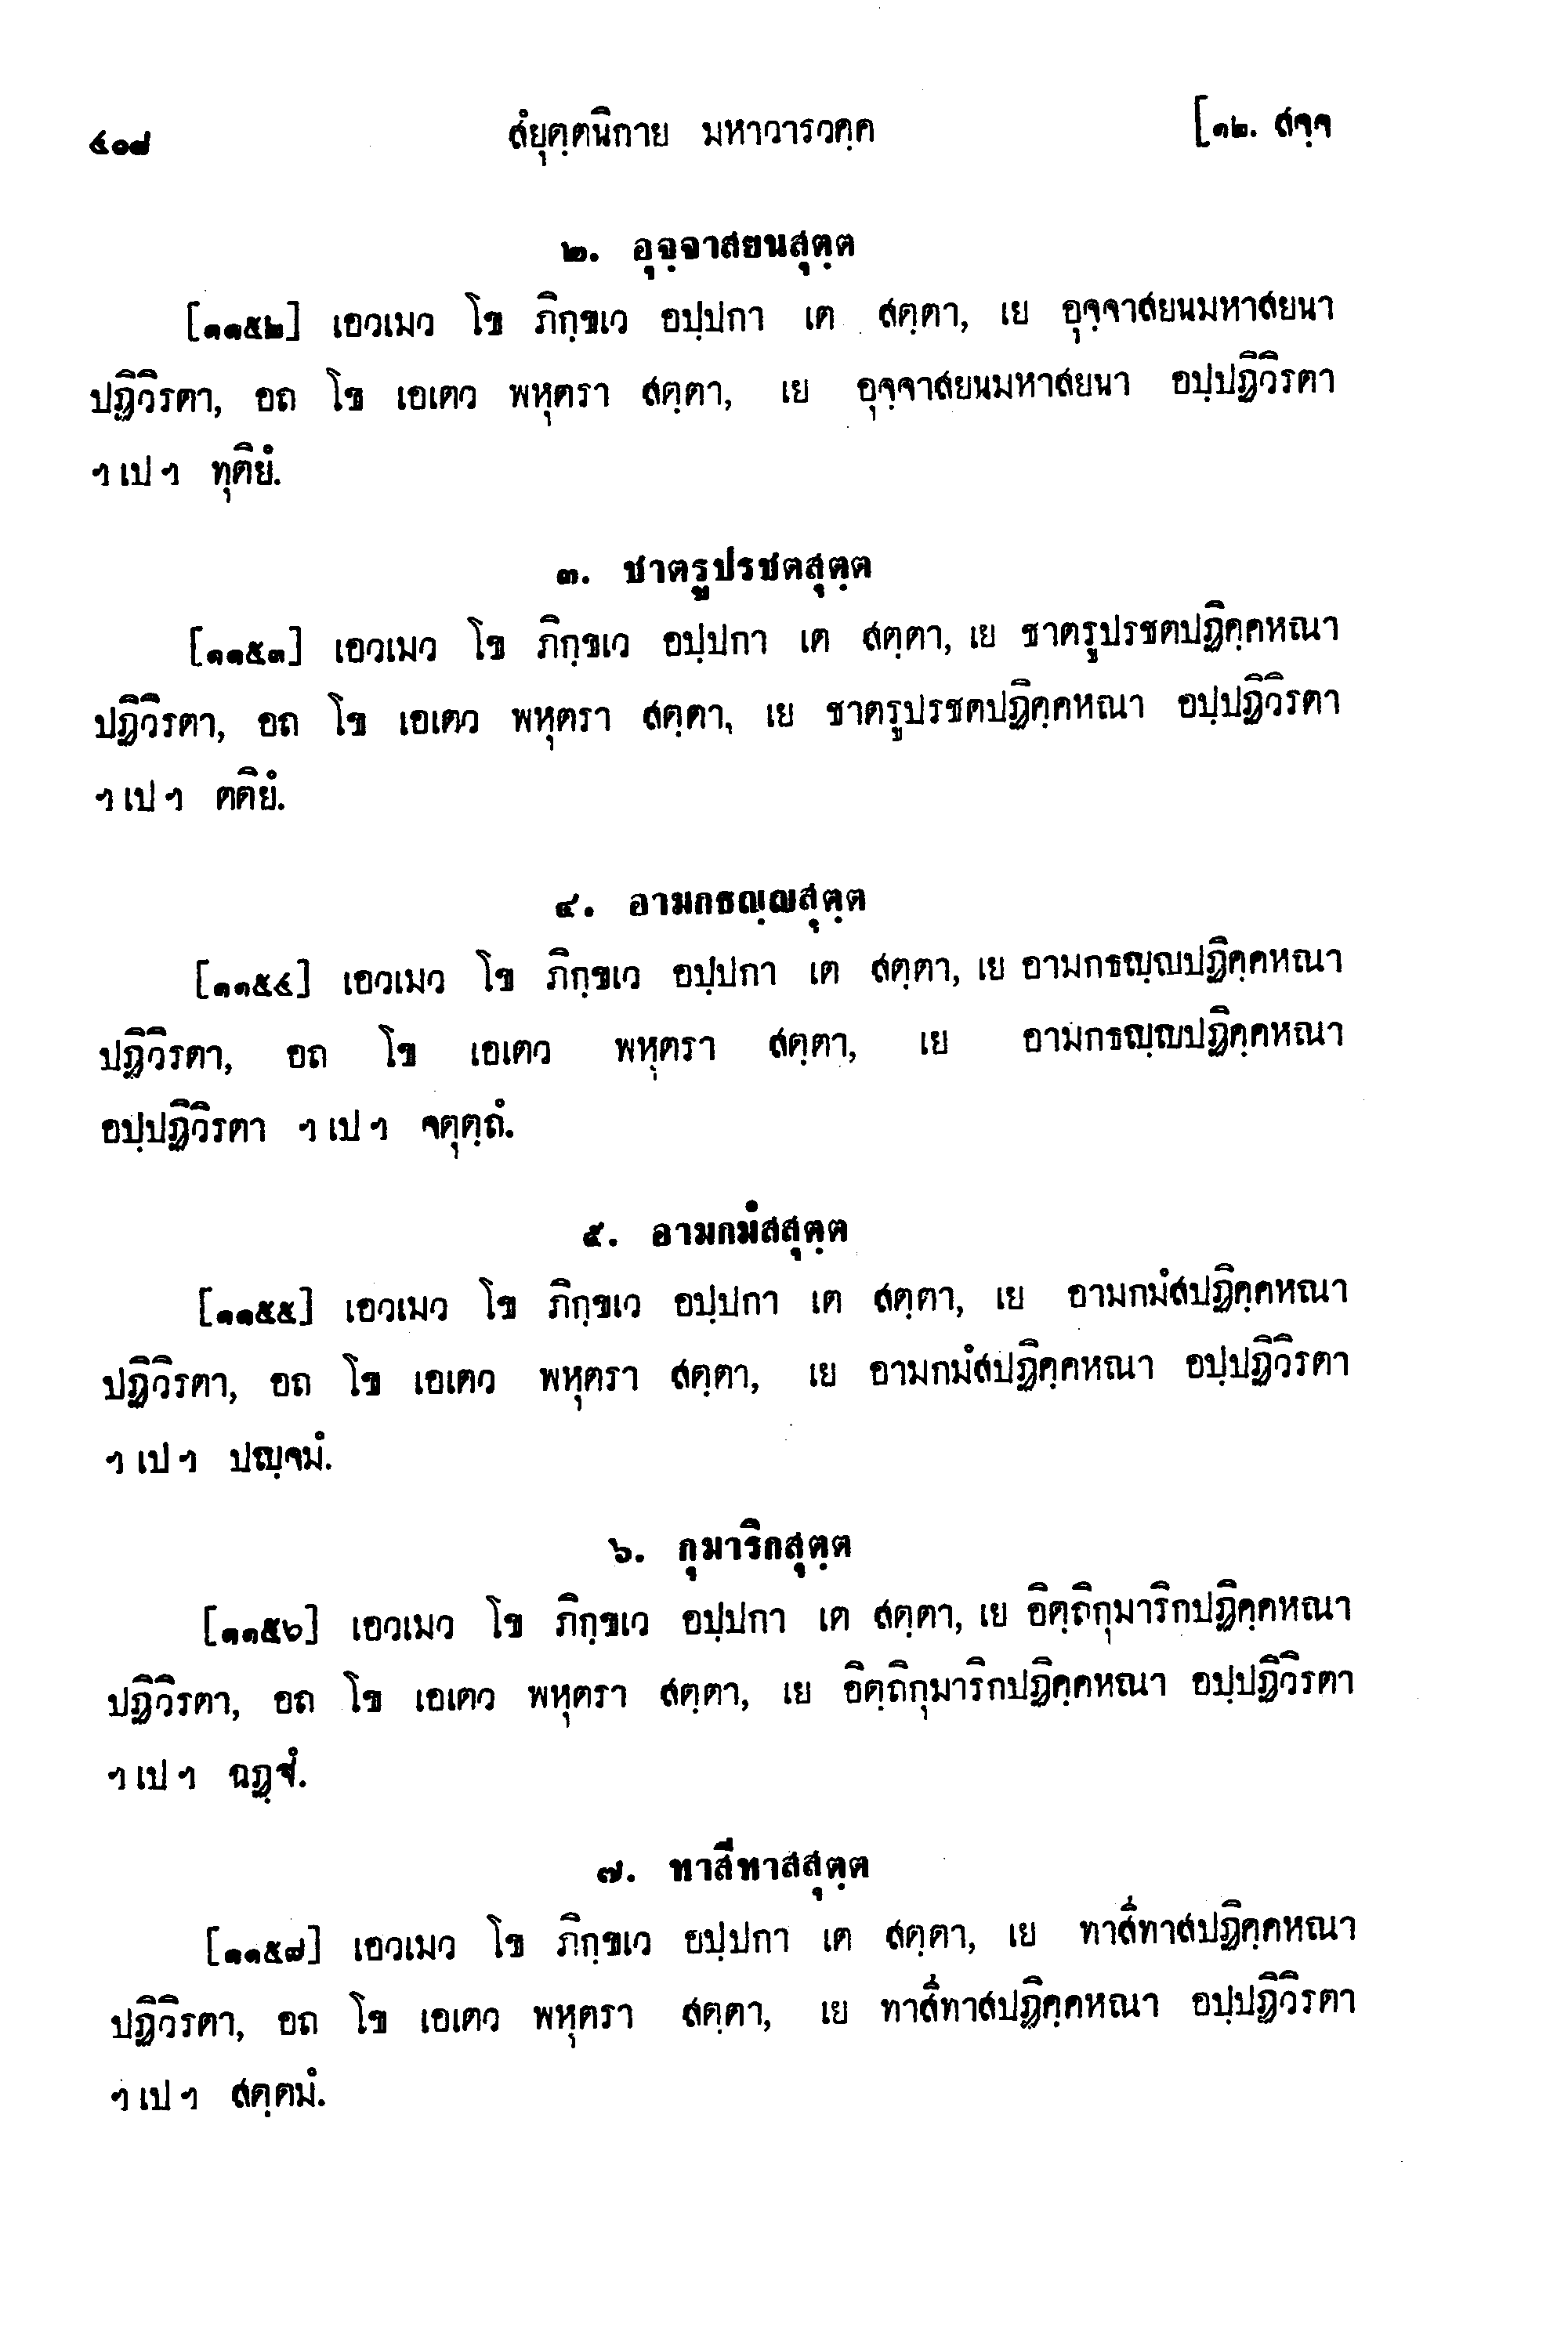 ๔๐๘ สํยุตฺตนิกาย มหาวารวคฺค [๑๒. สจฺจ
๒. อุจฺจาสยนสุตฺต
[๑๑๕๒] เอวเมว โข ภิกฺขเว อปฺปกา เต สตฺตา, เย อุจฺจาสยนมหาสยนา
ปฏิวิรตา, อถ โข เอเตว พหุตรา สตฺตา, เย อุจฺจาสยนมหาสยนา อปฺปฏิวิรตา
ฯ เป ฯ ทุติยํ.
๓. ชาตรูปรชตสุตฺต
[๑๑๕๓] เอวเมว โข ภิกฺขเว อปฺปกา เต สตฺตา, เย ชาตรูปรชตปฏิคฺคหณา
ปฏิวิรตา, อถ โข เอเตว พหุตรา สตฺตา, เย ชาตรูปรชตปฏิคฺคหณา อปฺปฏิวิรตา
ฯ เป ฯ ตติยํ.
๔. อามกธญฺญสุตฺต
[๑๑๕๔] เอวเมว โข ภิกฺขเว อปฺปกา เต สตฺตา, เย อามกธญฺญปฏิคฺคหณา
ปฏิวิรตา, อถ โข เอเตว พหุตรา สตฺตา, เย อามกธญฺญปฏิคฺคหณา
อปฺปฏิวิรตา ฯ เป ฯ จตุตฺถํ.
๕. อามกมํสสุตฺต
[๑๑๕๕] เอวเมว โข ภิกฺขเว อปฺปกา เต สตฺตา, เย อามกมํสปฏิคฺคหณา
ปฏิวิรตา, อถ โข เอเตว พหุตรา สตฺตา, เย อามกมํสปฏิคฺคหณา อปฺปฏิวิรตา
ฯ เป ฯ ปญฺจมํ.
๖. กุมาริกสุตฺต
[๑๑๕๖] เอวเมว โข ภิกฺขเว อปฺปกา เต สตฺตา, เย อิตฺถิกุมาริกปฏิคฺคหณา
ปฏิวิรตา, อถ โข เอเตว พหุตรา สตฺตา, เย อิตฺถิกุมาริกปฏิคฺคหณา อปฺปฏิวิรตา
ฯ เป ฯ ฉฏฺฐํ.
๗. ทาสีทาสสุตฺต
[๑๑๕๗] เอวเมว โข ภิกฺขเว อปฺปกา เต สตฺตา, เย ทาสีทาสปฏิคฺคหณา
ปฏิวิรตา, อถ โข เอเตว พหุตรา สตฺตา, เย ทาสีทาสปฏิคฺคหณา อปฺปฏิวิรตา
ฯ เป ฯ สตฺตมํ.